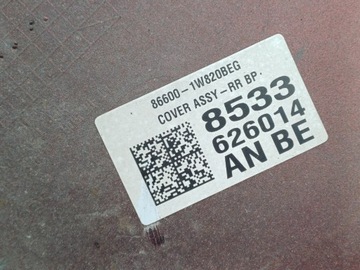 86600-1W820BEG
COVER ASSY-RR BP.
8533
626014
AN BE